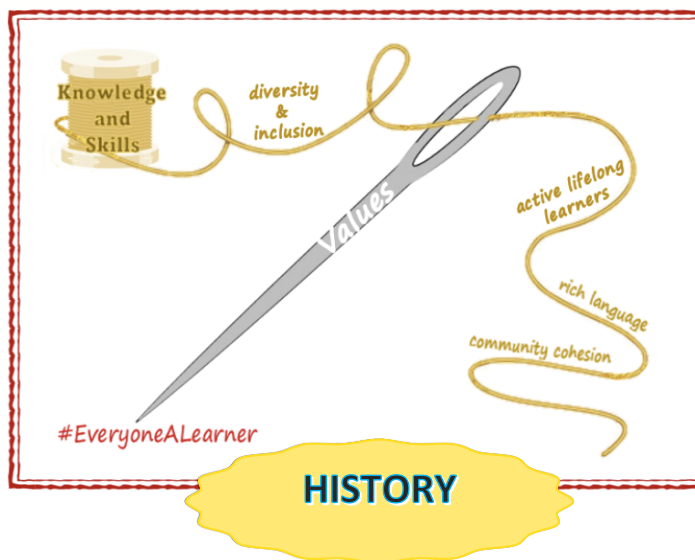 Knowledge
and
Skills
diversity
&
inclusion
Values
active lifelong
learners
rich language
community cohesion
#EveryoneALearner
HISTORY